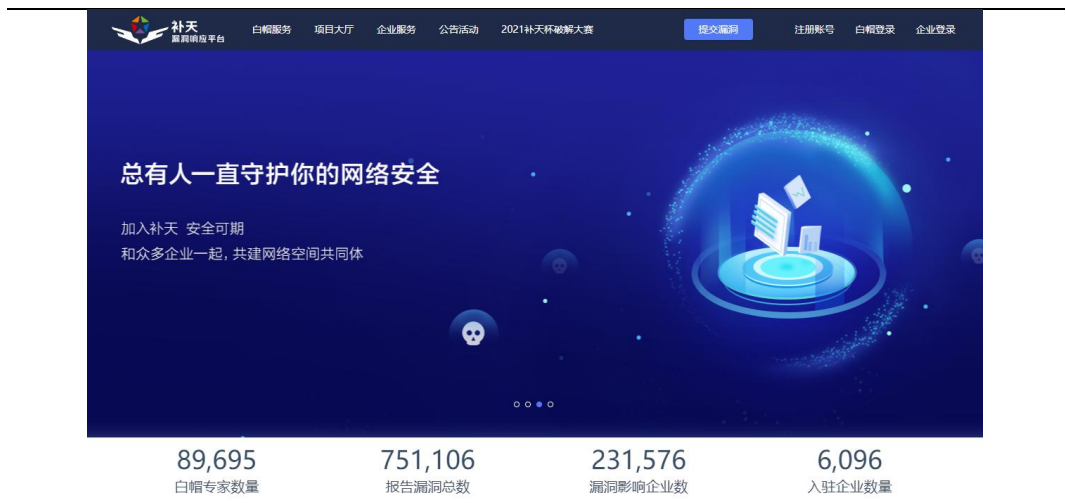 补天
漏洞响应平台
白帽服务 项目大厅 企业服务 公告活动 2021补天杯破解大赛 提交漏洞 注册账号 白帽登录 企业登录
总有人一直守护你的网络安全
加入补天 安全可期
和众多企业一起, 共建网络空间共同体
89,695 751,106 231,576 6,096
白帽专家数量 报告漏洞总数 漏洞影响企业数 入驻企业数量